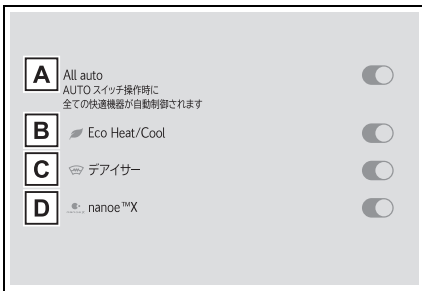 A All auto
AUTO スイッチ操作時に
全ての快適機器が自動制御されます
B Eco Heat/Cool
C デアイサー
D nanoe™X